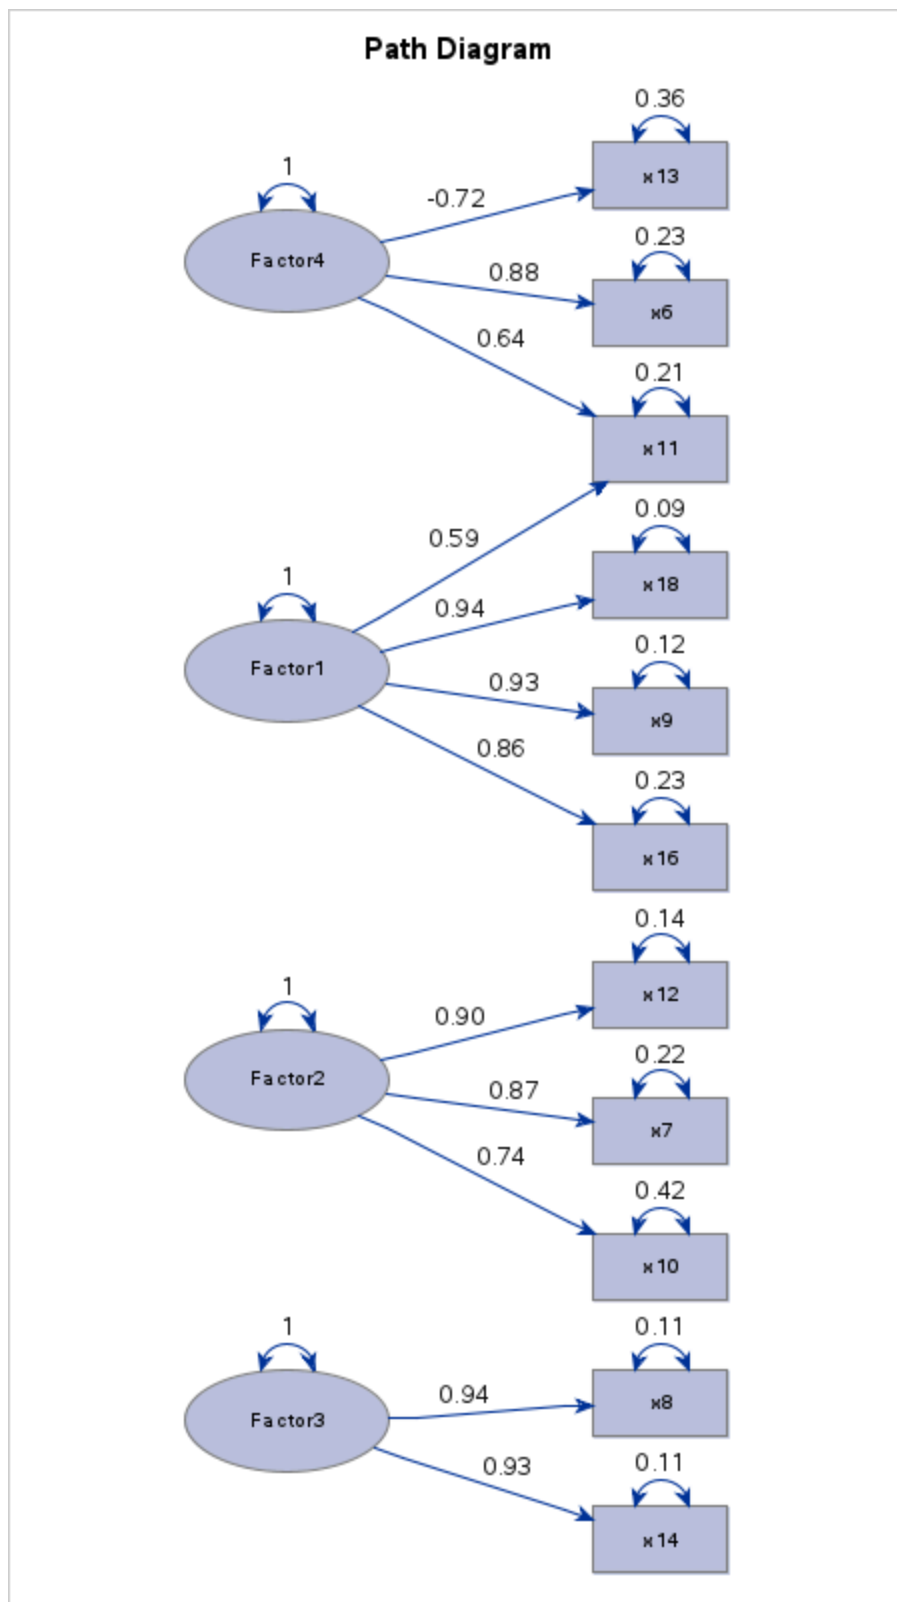 Path Diagram
0.36
1
x13
-0.72
0.23
Factor4
0.88
x6
0.64
0.21
x11
0.59
0.09
1
x18
0.94
0.12
Factor1
0.93
x9
0.86
0.23
x16
0.14
1
x12
0.90
0.22
Factor2
0.87
x7
0.74
0.42
x10
1
0.11
0.94
x8
Factor3
0.93
0.11
x14